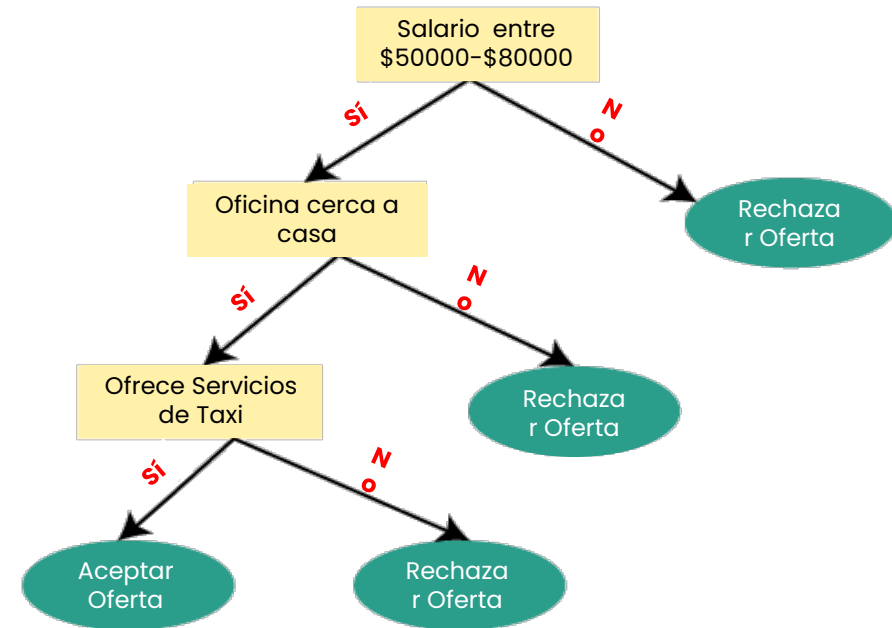 Salario entre
$50000-$80000
Sí
N
o
Oficina cerca a
casa
Rechaza
r Oferta
Sí
N
o
Ofrece Servicios
de Taxi
Rechaza
r Oferta
Sí
N
o
Aceptar
Oferta
Rechaza
r Oferta